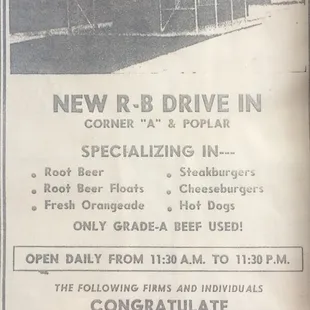 NEW R-B DRIVE IN
CORNER "A" & POPLAR
SPECIALIZING IN---
• Root Beer
• Steakburgers
• Root Beer Floats
• Cheeseburgers
• Fresh Orangeade
• Hot Dogs
ONLY GRADE-A BEEF USED!
OPEN DAILY FROM 11:30 A.M. TO 11:30 P.M.
THE FOLLOWING FIRMS AND INDIVIDUALS
CONGRATULATE